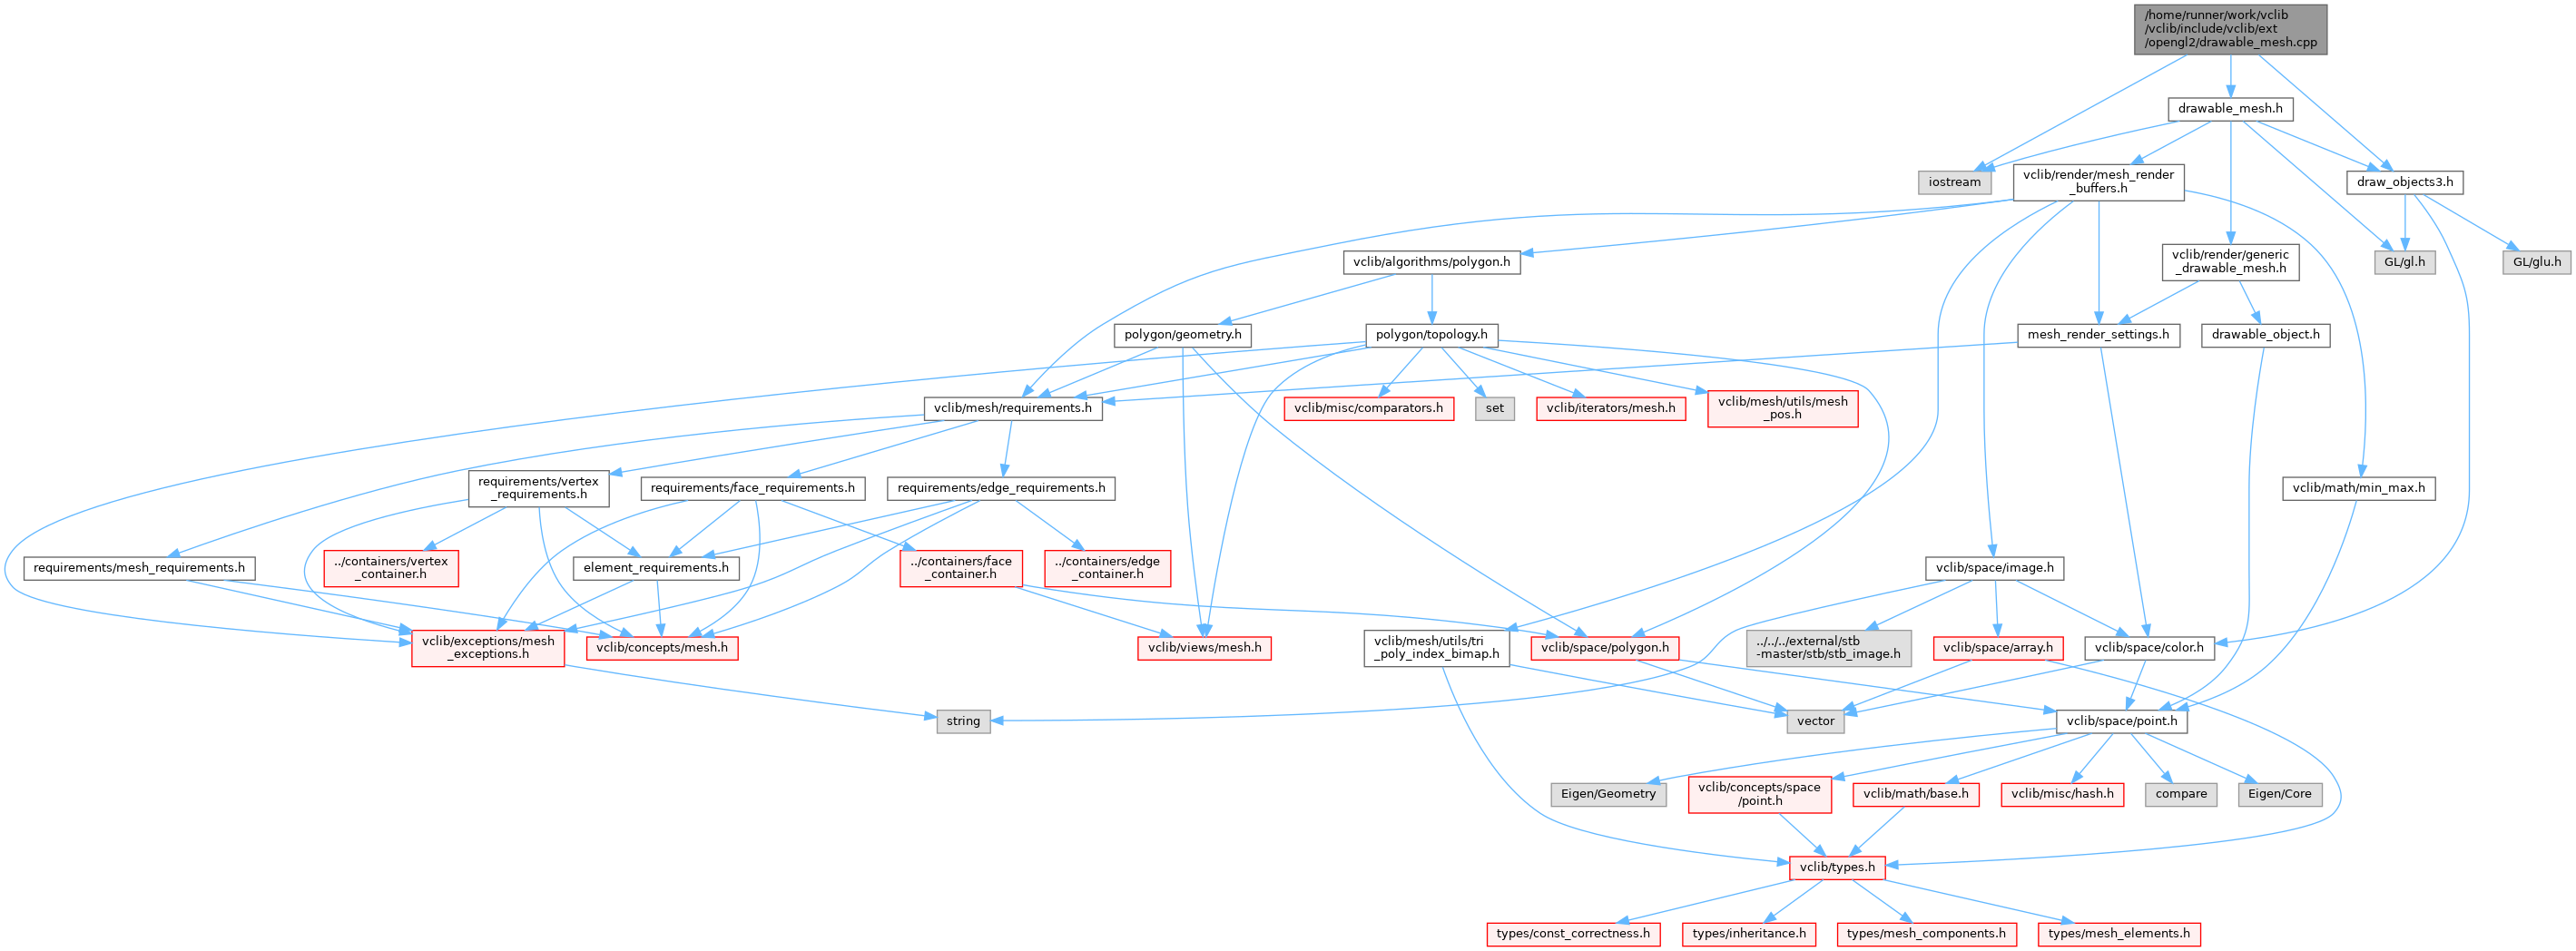 /home/runner/work/vclib
/vclib/include/vclib/ext
/opengl2/drawable_mesh.cpp
drawable_mesh.h
iostream
vclib/render/mesh_render
_buffers.h
draw_objects3.h
vclib/algorithms/polygon.h
vclib/render/generic
_drawable_mesh.h
GL/gl.h
GL/glu.h
polygon/geometry.h
polygon/topology.h
mesh_render_settings.h
drawable_object.h
vclib/mesh/requirements.h
vclib/misc/comparators.h
set
vclib/iterators/mesh.h
vclib/mesh/utils/mesh
_pos.h
requirements/vertex
_requirements.h
requirements/face_requirements.h
requirements/edge_requirements.h
vclib/math/min_max.h
requirements/mesh_requirements.h
../containers/vertex
_container.h
element_requirements.h
../containers/face
_container.h
../containers/edge
_container.h
vclib/space/image.h
vclib/exceptions/mesh
_exceptions.h
vclib/concepts/mesh.h
vclib/views/mesh.h
vclib/mesh/utils/tri
_poly_index_bimap.h
vclib/space/polygon.h
../../../external/stb
-master/stb/stb_image.h
vclib/space/array.h
vclib/space/color.h
string
vector
vclib/space/point.h
Eigen/Geometry
vclib/concepts/space
/point.h
vclib/math/base.h
vclib/misc/hash.h
compare
Eigen/Core
vclib/types.h
types/const_correctness.h
types/inheritance.h
types/mesh_components.h
types/mesh_elements.h